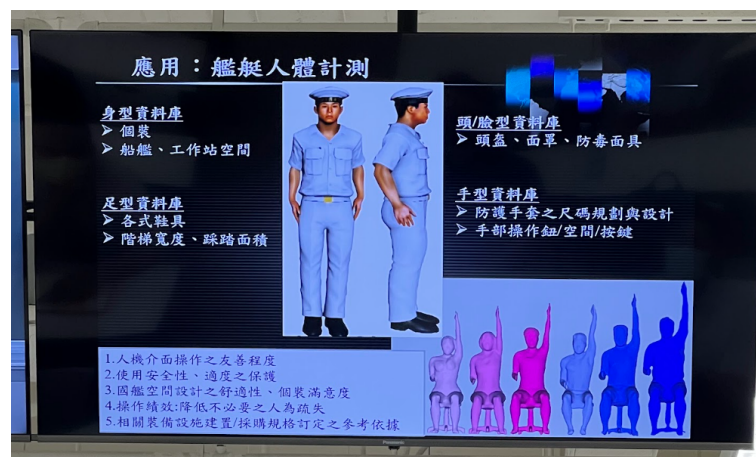 應用：艦艇人體計測
身型資料庫
➢ 個裝
➢ 船艦、工作站空間
足型資料庫
➢ 各式鞋具
➢ 階梯寬度、踩踏面積
頭/臉型資料庫
➢ 頭盔、面罩、防毒面具
手型資料庫
➢ 防護手套之尺碼規劃與設計
➢ 手部操作鈕/空間/按鍵
1.人機介面操作之友善程度
2.使用安全性、適度之保護
3.國艦空間設計之舒適性、個裝滿意度
4.操作績效:降低不必要之人為疏失
5.相關裝備設施建置/採購規格訂定之參考依據
Panasonic